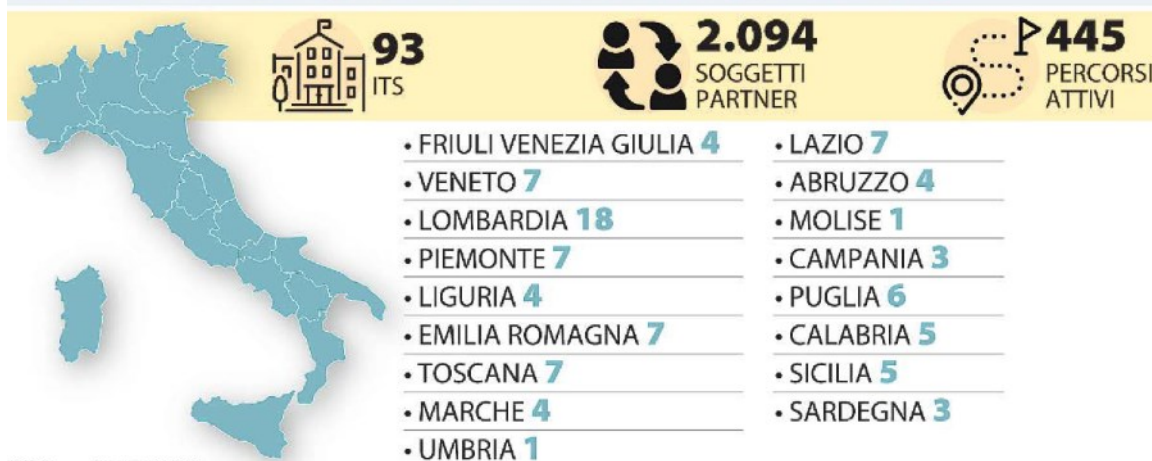 93
ITS
2.094
SOGGETTI
PARTNER
445
PERCORSI
ATTIVI
• FRIULI VENEZIA GIULIA 4
• VENETO 7
• LOMBARDIA 18
• PIEMONTE 7
• LIGURIA 4
• EMILIA ROMAGNA 7
• TOSCANA 7
• MARCHE 4
• UMBRIA 1
• LAZIO 7
• ABRUZZO 4
• MOLISE 1
• CAMPANIA 3
• PUGLIA 6
• CALABRIA 5
• SICILIA 5
• SARDEGNA 3